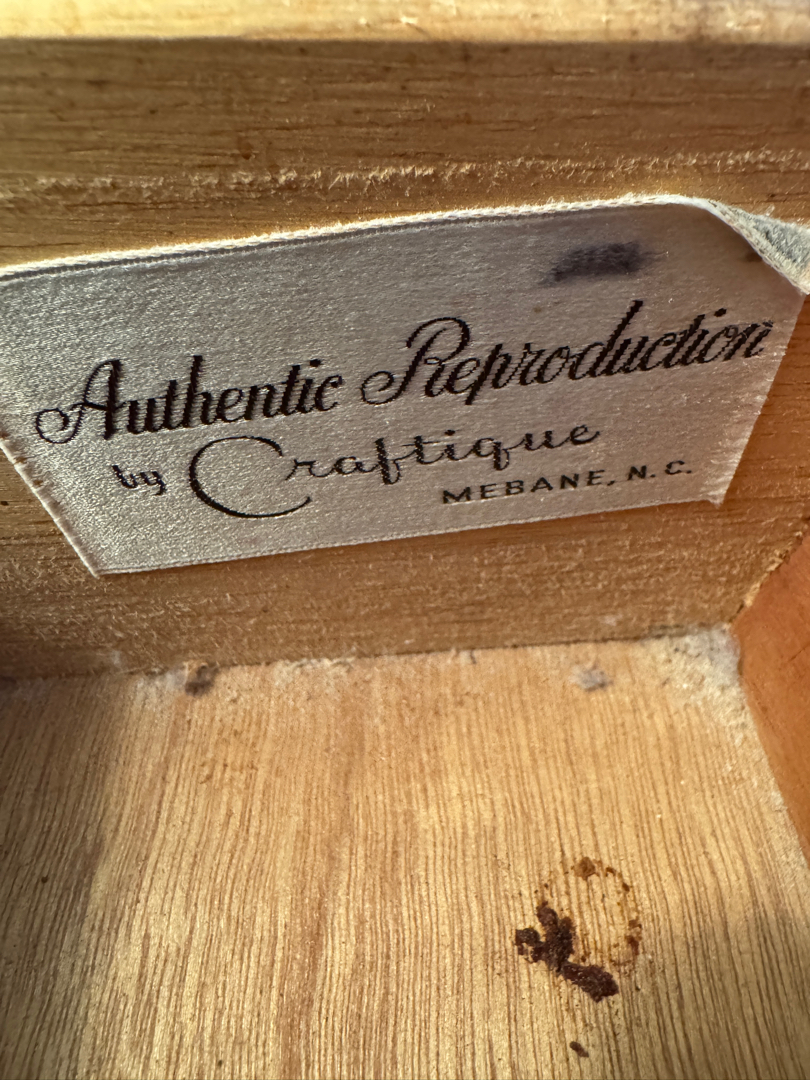 Authentic Reproduction
by Craftique
MEBANE, N. C.